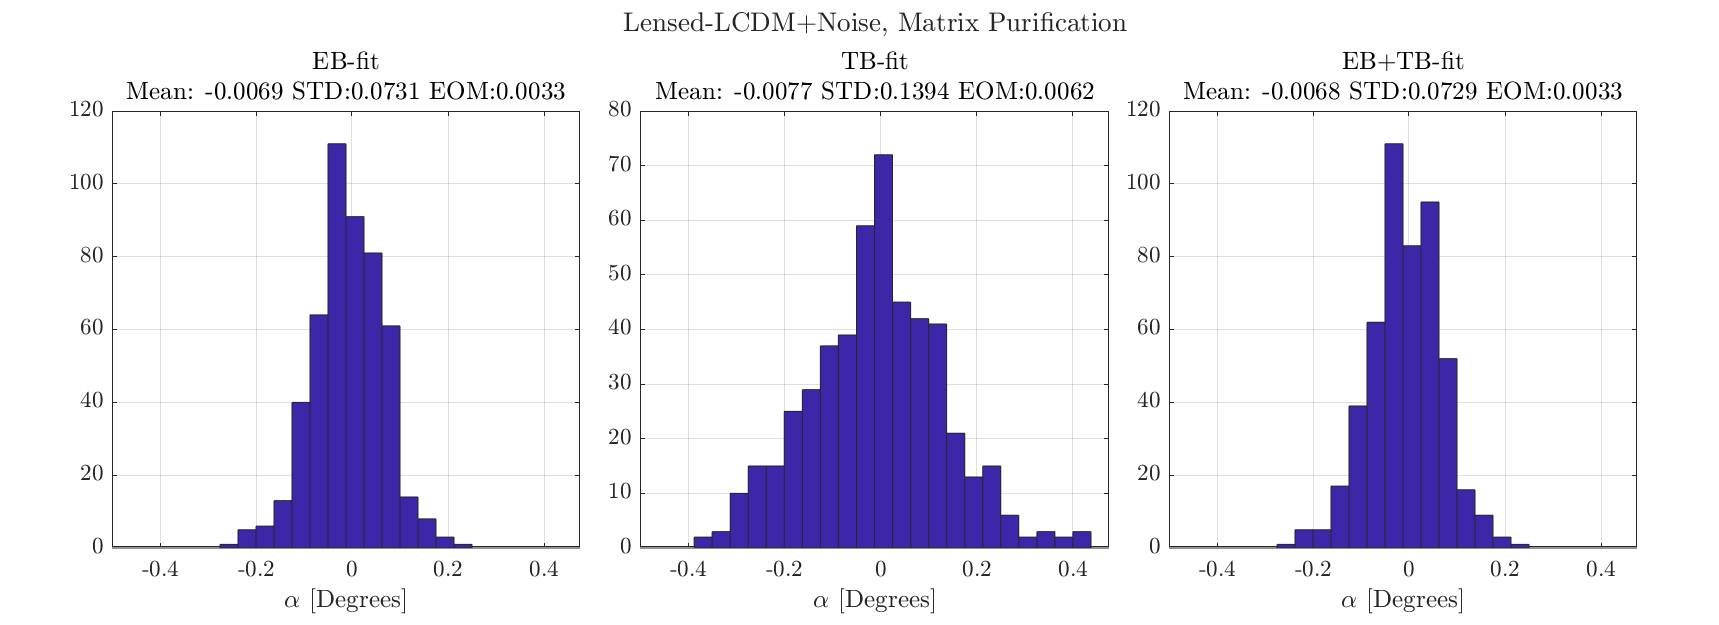 Lensed-LCDM+Noise, Matrix Purification
EB-fit
Mean: -0.0069 STD:0.0731 EOM:0.0033
120
100
80
60
40
20
0
-0.4 -0.2 0 0.2 0.4
α [Degrees]
TB-fit
Mean: -0.0077 STD:0.1394 EOM:0.0062
80
70
60
50
40
30
20
10
0
-0.4 -0.2 0 0.2 0.4
α [Degrees]
EB+TB-fit
Mean: -0.0068 STD:0.0729 EOM:0.0033
120
100
80
60
40
20
0
-0.4 -0.2 0 0.2 0.4
α [Degrees]